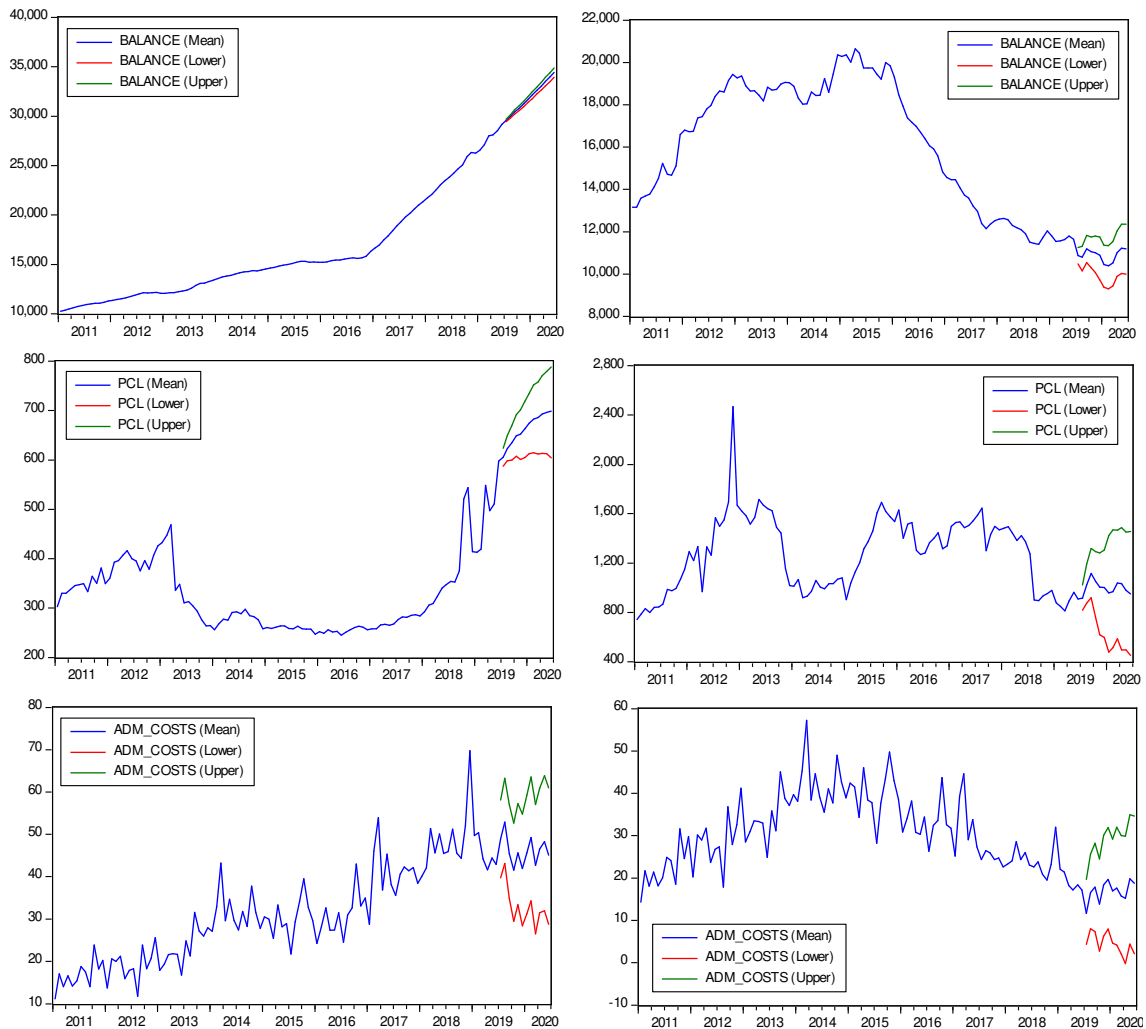 40,000
35,000
30,000
25,000
20,000
15,000
10,000
BALANCE (Mean)
BALANCE (Lower)
BALANCE (Upper)
2011 2012 2013 2014 2015 2016 2017 2018 2019 2020
22,000
20,000
18,000
16,000
14,000
12,000
10,000
8,000
BALANCE (Mean)
BALANCE (Lower)
BALANCE (Upper)
2011 2012 2013 2014 2015 2016 2017 2018 2019 2020
800
700
600
500
400
300
200
PCL (Mean)
PCL (Lower)
PCL (Upper)
2011 2012 2013 2014 2015 2016 2017 2018 2019 2020
2,800
2,400
2,000
1,600
1,200
800
400
PCL (Mean)
PCL (Lower)
PCL (Upper)
2011 2012 2013 2014 2015 2016 2017 2018 2019 2020
80
70
60
50
40
30
20
10
ADM_COSTS (Mean)
ADM_COSTS (Lower)
ADM_COSTS (Upper)
2011 2012 2013 2014 2015 2016 2017 2018 2019 2020
60
50
40
30
20
10
0
-10
ADM_COSTS (Mean)
ADM_COSTS (Lower)
ADM_COSTS (Upper)
2011 2012 2013 2014 2015 2016 2017 2018 2019 2020